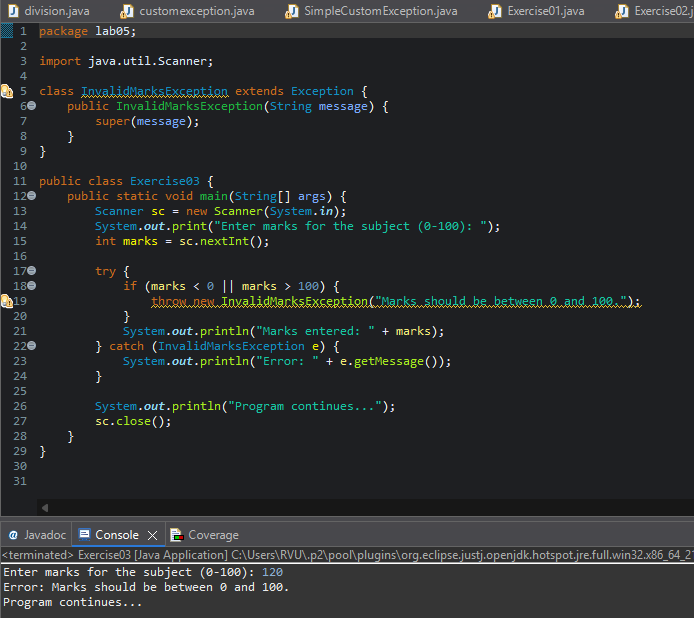 division.java customexception.java SimpleCustomException.java Exercise01.java Exercise02.j
1 package lab05;
2
3 import java.util.Scanner;
4
5 class InvalidMarksException extends Exception {
6 public InvalidMarksException(String message) {
7 super(message);
8 }
9 }
10
11 public class Exercise03 {
12 public static void main(String[] args) {
13 Scanner sc = new Scanner(System.in);
14 System.out.print("Enter marks for the subject (0-100): ");
15 int marks = sc.nextInt();
16
17 try {
18 if (marks < 0 || marks > 100) {
19 throw new InvalidMarksException("Marks should be between 0 and 100.");
20 }
21 System.out.println("Marks entered: " + marks);
22 } catch (InvalidMarksException e) {
23 System.out.println("Error: " + e.getMessage());
24 }
25
26 System.out.println("Program continues...");
27 sc.close();
28 }
29 }
30
31
@ Javadoc Console Coverage
<terminated> Exercise03 [Java Application] C:\Users\RVU\.p2\pool\plugins\org.eclipse.justj.openjdk.hotspot.jre.full.win32.x86_64_21
Enter marks for the subject (0-100): 120
Error: Marks should be between 0 and 100.
Program continues...